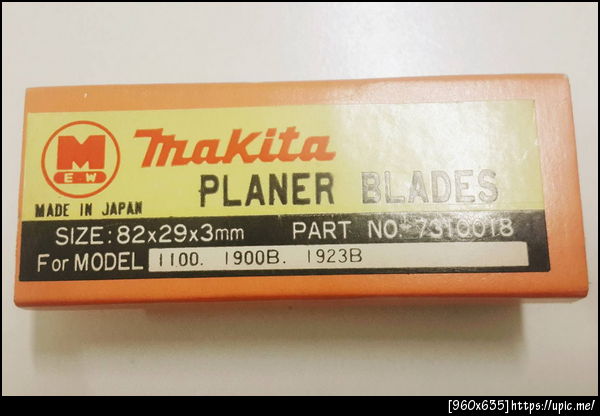 M
E W
makita
PLANER BLADES
MADE IN JAPAN
SIZE: 82x29x3mm PART NO. 7310018
For MODEL 1100. 1900B. 1923B
[960x635]https://upic.me/